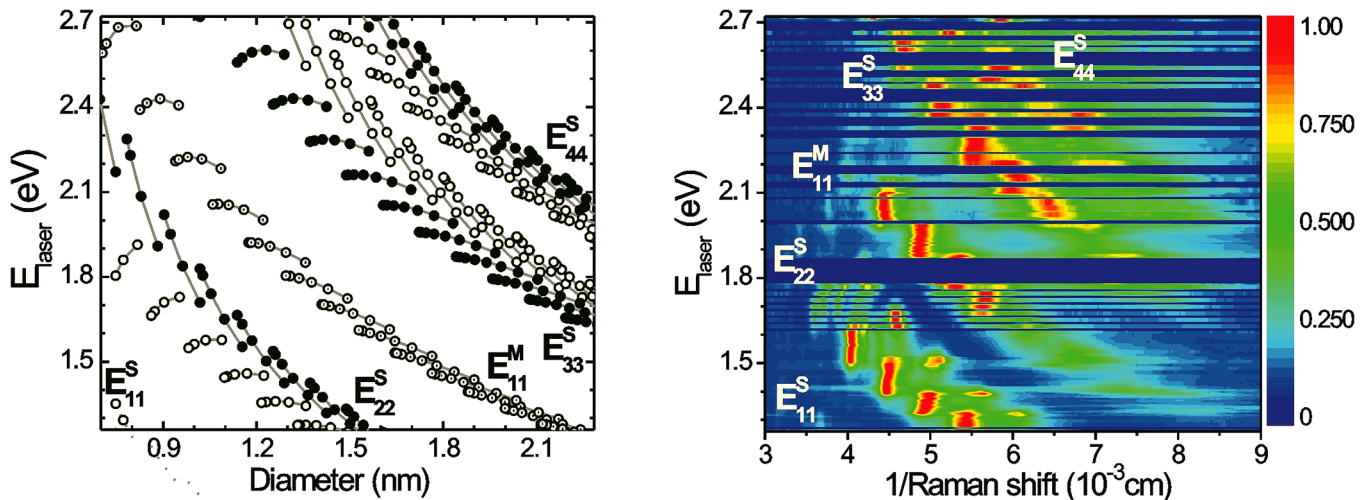 2.7
2.4
2.1
1.8
1.5
E_laser (eV)
E^S_44
E^S_33
E^M_11
E^S_22
E^S_11
0.9 1.2 1.5 1.8 2.1
Diameter (nm)
2.7
2.4
2.1
1.8
1.5
E_laser (eV)
E^S_44
E^S_33
E^M_11
E^S_22
E^S_11
3 4 5 6 7 8 9
1/Raman shift (10^-3 cm)
1.00
0.750
0.500
0.250
0